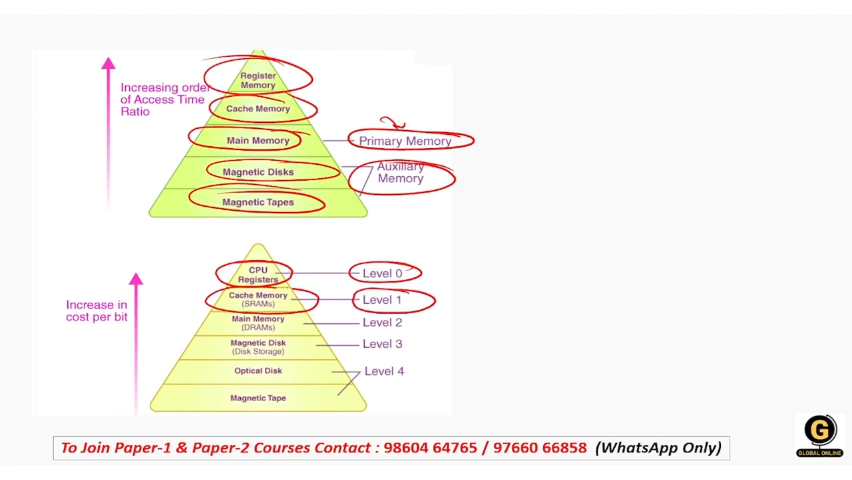 Register
Memory
Increasing order
of Access Time
Ratio
Cache Memory
Main Memory
Primary Memory
Magnetic Disks
Auxiliary
Memory
Magnetic Tapes
CPU
Registers
Level 0
Cache Memory
(SRAMs)
Level 1
Increase in
cost per bit
Main Memory
(DRAMs)
Level 2
Magnetic Disk
(Disk Storage)
Level 3
Optical Disk
Level 4
Magnetic Tape
To Join Paper-1 & Paper-2 Courses Contact : 98604 64765 / 97660 66858 (WhatsApp Only)
G
GLOBAL ONLINE